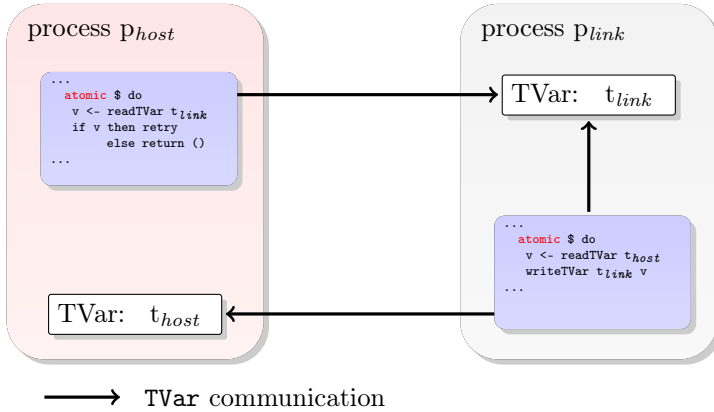 process p_host
...
atomic $ do
v <- readTVar t_link
if v then retry
else return ()
...
TVar: t_host
process p_link
TVar: t_link
...
atomic $ do
v <- readTVar t_host
writeTVar t_link v
...
TVar communication